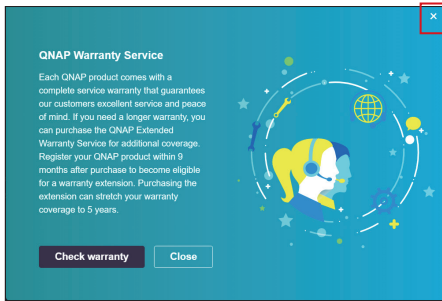 ×
QNAP Warranty Service
Each QNAP product comes with a
complete service warranty that guarantees
our customers excellent service and peace
of mind. If you need a longer warranty, you
can purchase the QNAP Extended
Warranty Service for additional coverage.
Register your QNAP product within 9
months after purchase to become eligible
for a warranty extension. Purchasing the
extension can stretch your warranty
coverage to 5 years.
Check warranty
Close